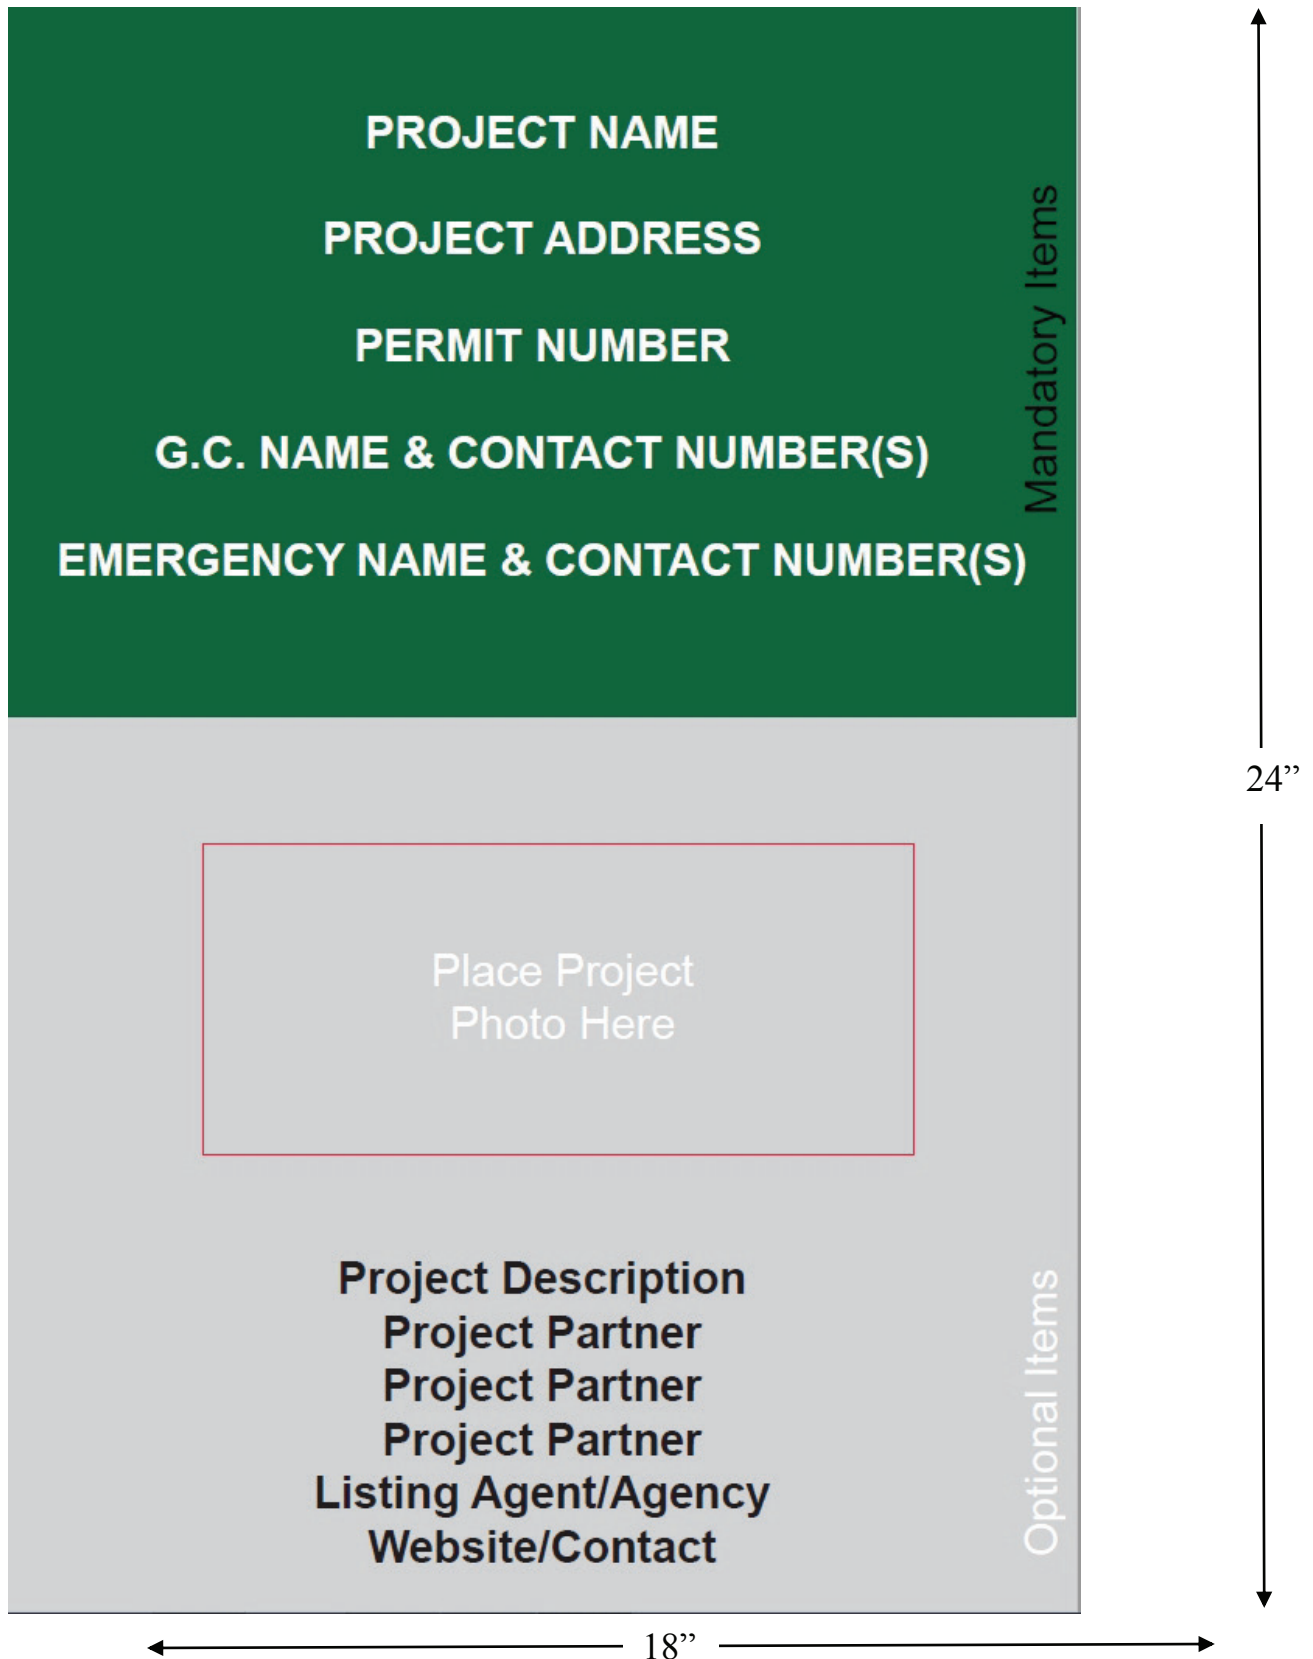 PROJECT NAME
PROJECT ADDRESS
PERMIT NUMBER
G.C. NAME & CONTACT NUMBER(S)
EMERGENCY NAME & CONTACT NUMBER(S)
Mandatory Items
24”
Place Project
Photo Here
Project Description
Project Partner
Project Partner
Project Partner
Listing Agent/Agency
Website/Contact
Optional Items
18”